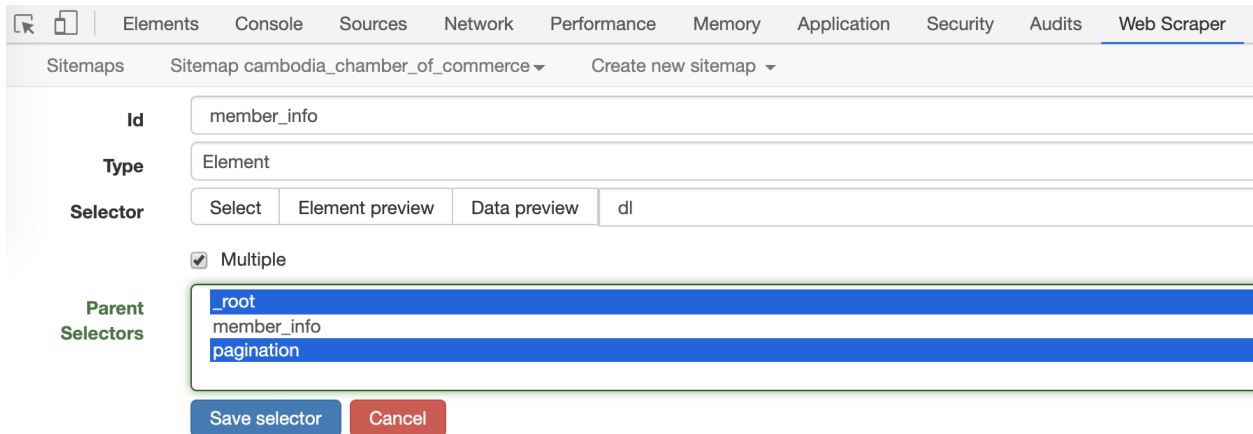 Elements Console Sources Network Performance Memory Application Security Audits Web Scraper
Sitemaps Sitemap cambodia_chamber_of_commerce Create new sitemap
Id member_info
Type Element
Selector Select Element preview Data preview dl
Multiple
Parent Selectors
_root
member_info
pagination
Save selector Cancel